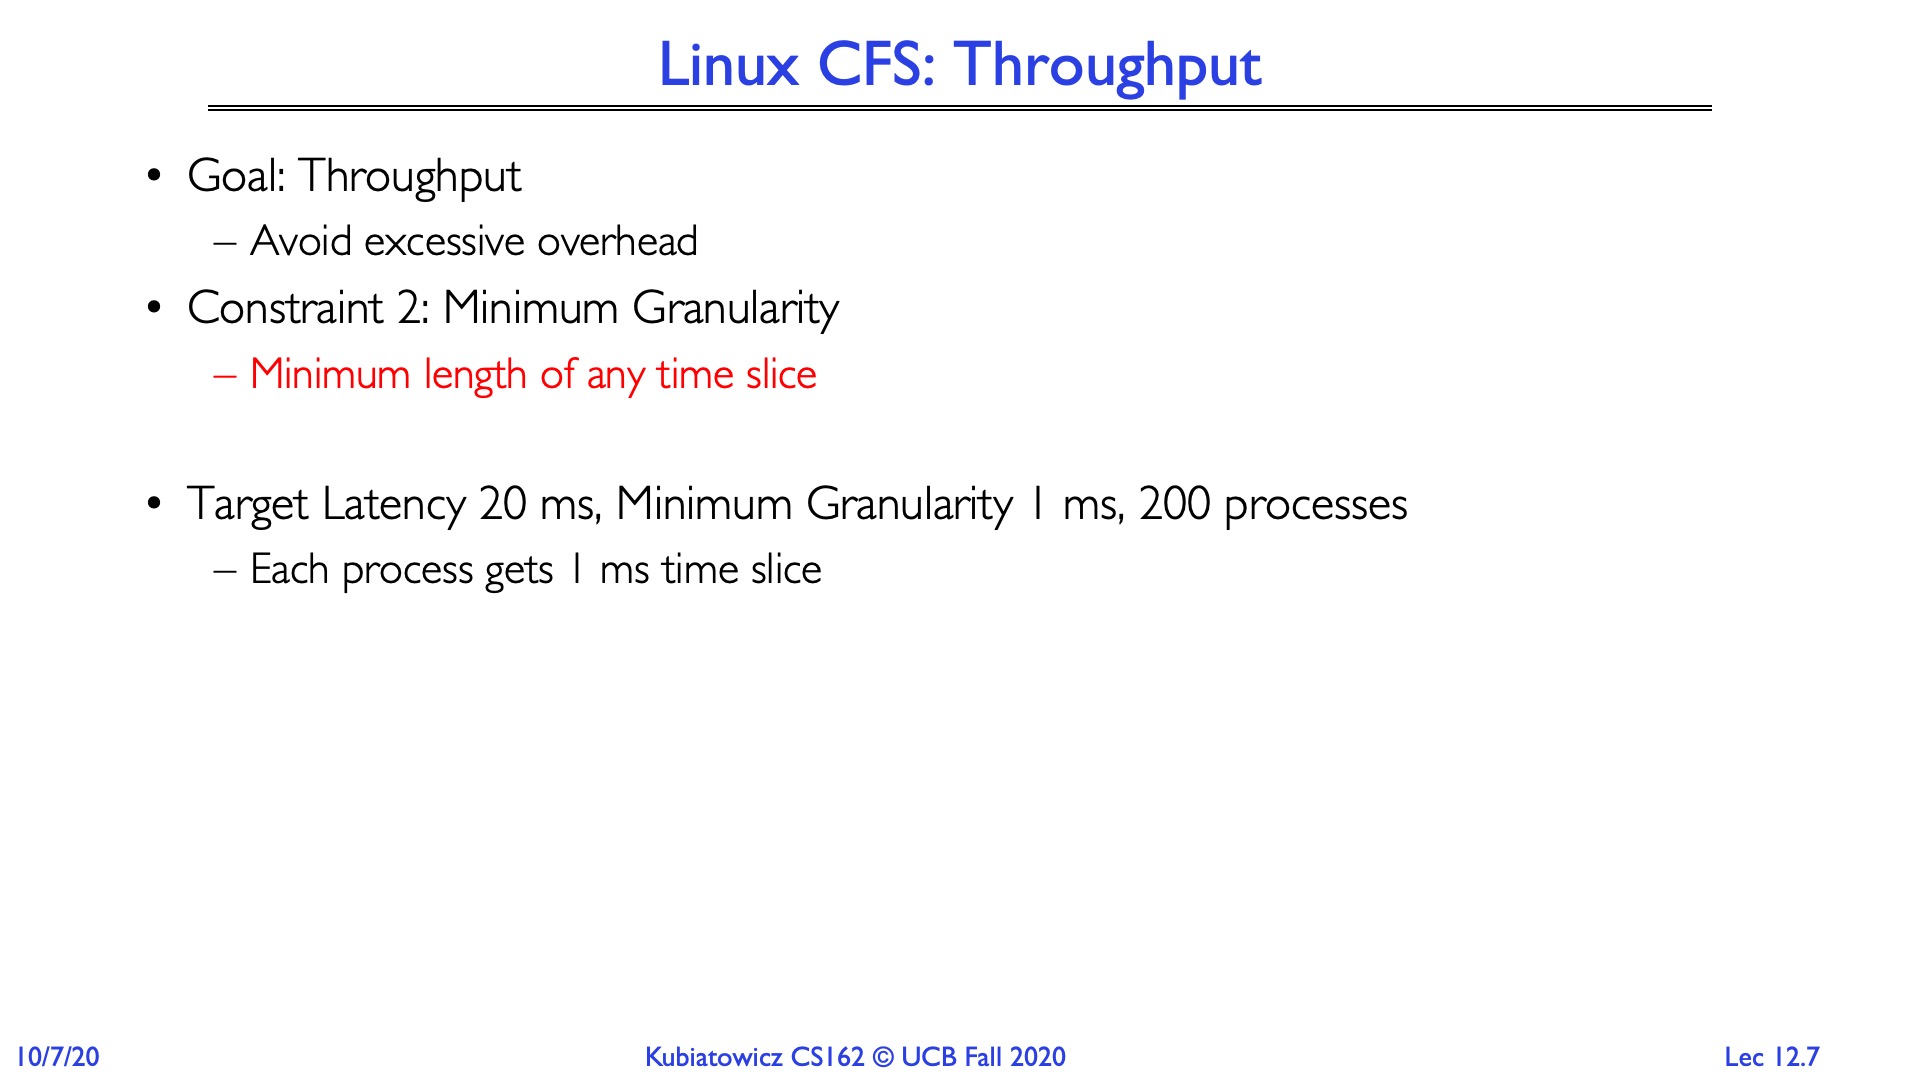 Linux CFS: Throughput
• Goal: Throughput
– Avoid excessive overhead
• Constraint 2: Minimum Granularity
– Minimum length of any time slice
• Target Latency 20 ms, Minimum Granularity 1 ms, 200 processes
– Each process gets 1 ms time slice
10/7/20
Kubiatowicz CS162 © UCB Fall 2020
Lec 12.7